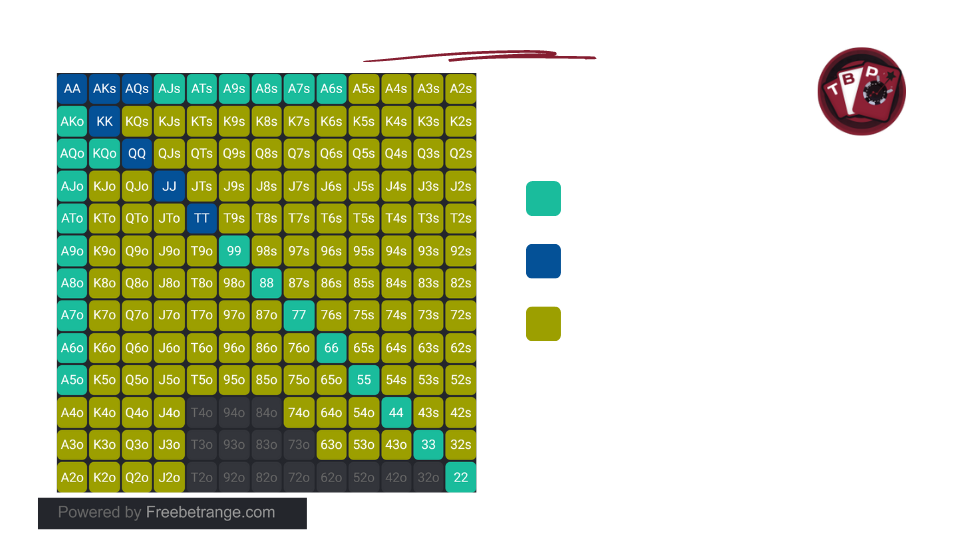 T B P
AA AKs AQs AJs ATs A9s A8s A7s A6s A5s A4s A3s A2s
AKo KK KQs KJs KTs K9s K8s K7s K6s K5s K4s K3s K2s
AQo KQo QQ QJs QTs Q9s Q8s Q7s Q6s Q5s Q4s Q3s Q2s
AJo KJo QJo JJ JTs J9s J8s J7s J6s J5s J4s J3s J2s
ATo KTo QTo JTo TT T9s T8s T7s T6s T5s T4s T3s T2s
A9o K9o Q9o J9o T9o 99 98s 97s 96s 95s 94s 93s 92s
A8o K8o Q8o J8o T8o 98o 88 87s 86s 85s 84s 83s 82s
A7o K7o Q7o J7o T7o 97o 87o 77 76s 75s 74s 73s 72s
A6o K6o Q6o J6o T6o 96o 86o 76o 66 65s 64s 63s 62s
A5o K5o Q5o J5o T5o 95o 85o 75o 65o 55 54s 53s 52s
A4o K4o Q4o J4o T4o 94o 84o 74o 64o 54o 44 43s 42s
A3o K3o Q3o J3o T3o 93o 83o 73o 63o 53o 43o 33 32s
A2o K2o Q2o J2o T2o 92o 82o 72o 62o 52o 42o 32o 22
Powered by Freebetrange.com